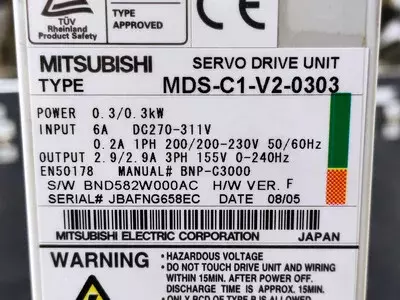 TÜV
Rheinland
Product Safety
TYPE
APPROVED
MITSUBISHI SERVO DRIVE UNIT
TYPE MDS-C1-V2-0303
POWER 0.3/0.3kW
INPUT 6A DC270-311V
0.2A 1PH 200/200-230V 50/60Hz
OUTPUT 2.9/2.9A 3PH 155V 0-240Hz
EN50178 MANUAL# BNP-C3000
S/W BND582W000AC H/W VER. F
SERIAL# JBAFNG658EC DATE 08/05
MITSUBISHI ELECTRIC CORPORATION JAPAN
WARNING
• HAZARDOUS VOLTAGE
• DO NOT TOUCH DRIVE UNIT AND WIRING
WITHIN 15MIN. AFTER POWER OFF.
DISCHARGE TIME IS APPROX. 15MIN.